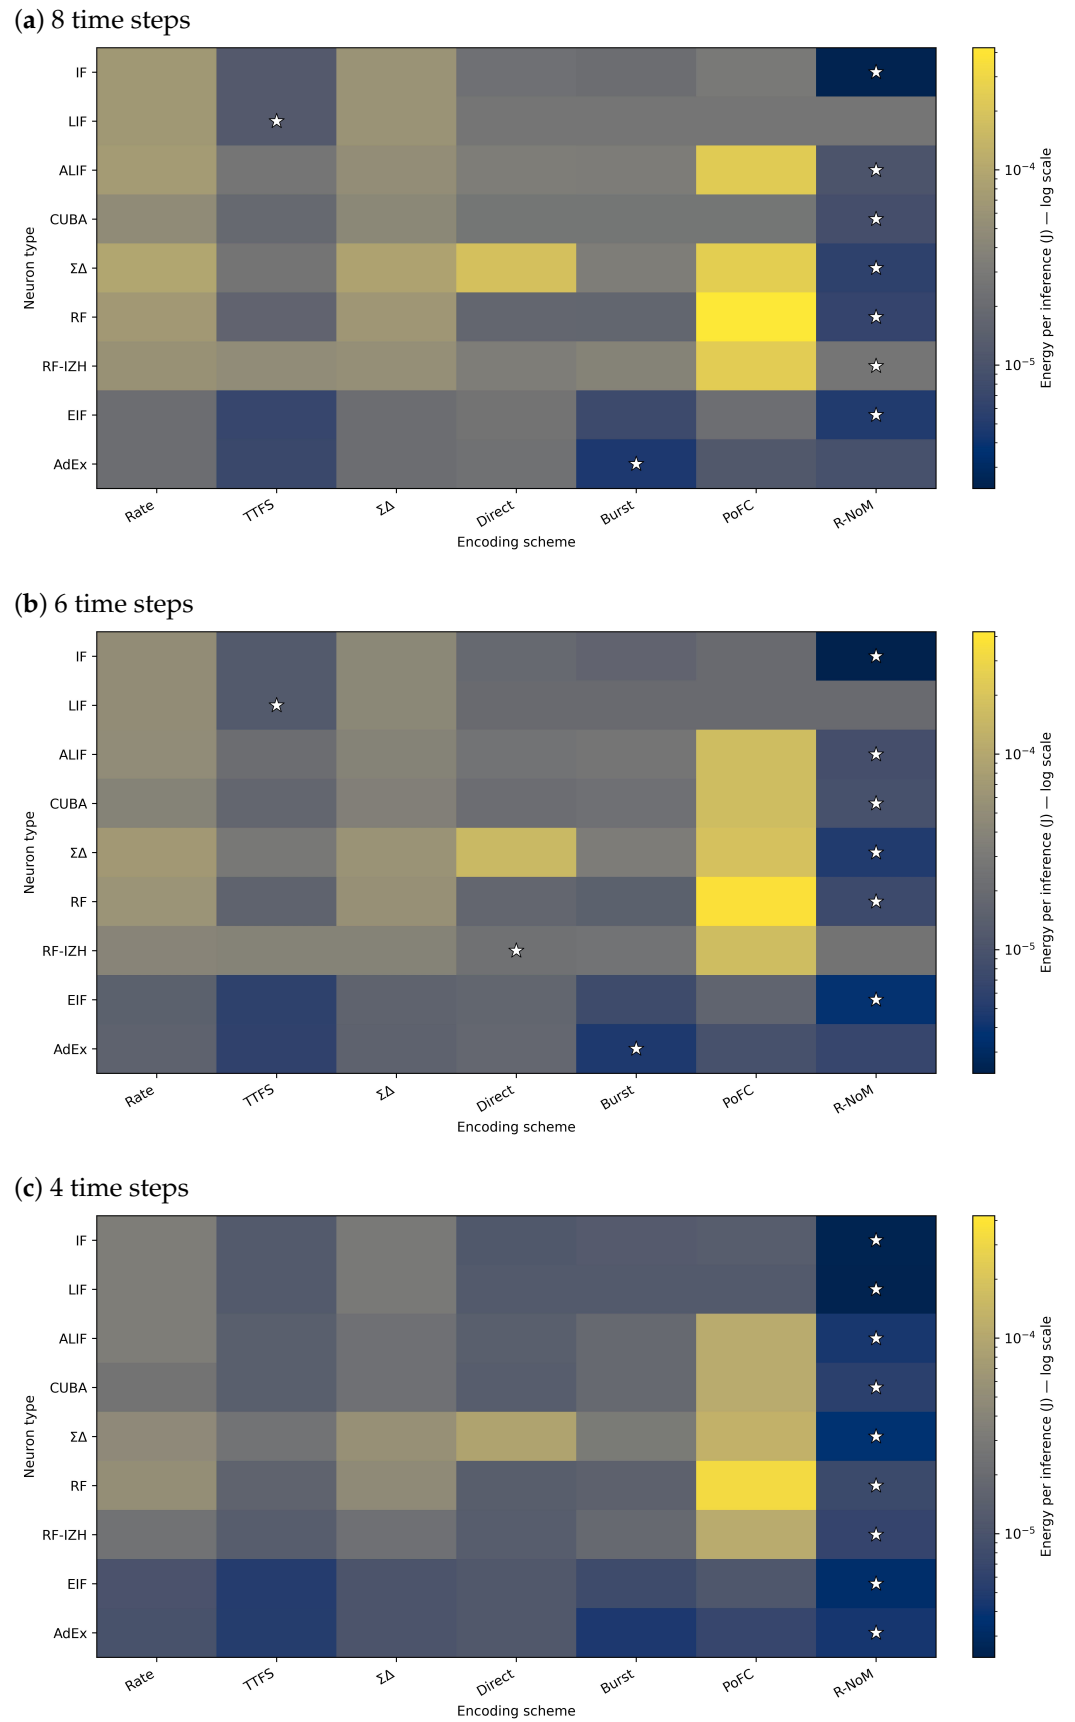 (a) 8 time steps
IF
LIF
ALIF
CUBA
ΣΔ
RF
RF-IZH
EIF
AdEx
Neuron type
Rate
TTFS
ΣΔ
Direct
Burst
PoFC
R-NoM
Encoding scheme
10⁻⁴
10⁻⁵
Energy per inference (J) — log scale
(b) 6 time steps
IF
LIF
ALIF
CUBA
ΣΔ
RF
RF-IZH
EIF
AdEx
Neuron type
Rate
TTFS
ΣΔ
Direct
Burst
PoFC
R-NoM
Encoding scheme
10⁻⁴
10⁻⁵
Energy per inference (J) — log scale
(c) 4 time steps
IF
LIF
ALIF
CUBA
ΣΔ
RF
RF-IZH
EIF
AdEx
Neuron type
Rate
TTFS
ΣΔ
Direct
Burst
PoFC
R-NoM
Encoding scheme
10⁻⁴
10⁻⁵
Energy per inference (J) — log scale